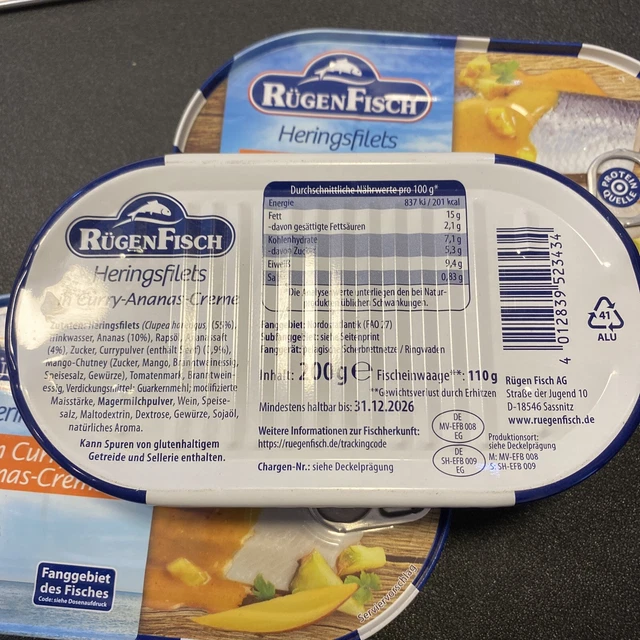 RÜGENFISCH
Heringsfilets
PROTEIN
QUELLE
RÜGENFISCH
Heringsfilets
in Curry-Ananas-Creme
Zutaten: Heringsfilets (Clupea harengus) (55%),
Trinkwasser, Ananas (10%), Rapsöl, Ananassaft
(4%), Zucker, Currypulver (enthält Senf) (0,9%),
Mango-Chutney (Zucker, Mango, Branntweinessig,
Speisesalz, Gewürze), Tomatenmark, Branntwein-
essig, Verdickungsmittel: Guarkernmehl; modifizierte
Maisstärke, Magermilchpulver, Wein, Speise-
salz, Maltodextrin, Dextrose, Gewürze, Sojaöl,
natürliches Aroma.
Kann Spuren von glutenhaltigem
Getreide und Sellerie enthalten.
Durchschnittliche Nährwerte pro 100 g*
Energie 837 kJ / 201 kcal
Fett 15 g
-davon gesättigte Fettsäuren 2,1 g
Kohlenhydrate 7,1 g
-davon Zucker 5,3 g
Eiweiß 9,4 g
Salz 0,83 g
*Die Analysenwerte unterliegen den bei Natur-
produkten üblichen Schwankungen.
Fanggebiet: Nordostatlantik (FAO 27)
Subfanggebiet: siehe Seitenprint
Fanggerät: pelagische Scherbrettnetze / Ringwaden
Inhalt: 200 g e Fischeinwaage**: 110 g
**Gewichtsverlust durch Erhitzen
Mindestens haltbar bis: 31.12.2026
Weitere Informationen zur Fischherkunft:
https://ruegenfisch.de/trackingcode
Chargen-Nr.: siehe Deckelprägung
DE
MV-EFB 008
EG
DE
SH-EFB 009
EG
4 012839 523434
41
ALU
Rügen Fisch AG
Straße der Jugend 10
D-18546 Sassnitz
www.ruegenfisch.de
Produktionsort:
siehe Deckelprägung
M: MV-EFB 008
S: SH-EFB 009
Fanggebiet
des Fisches
Code: siehe Dosenaufdruck
Serviervorschlag